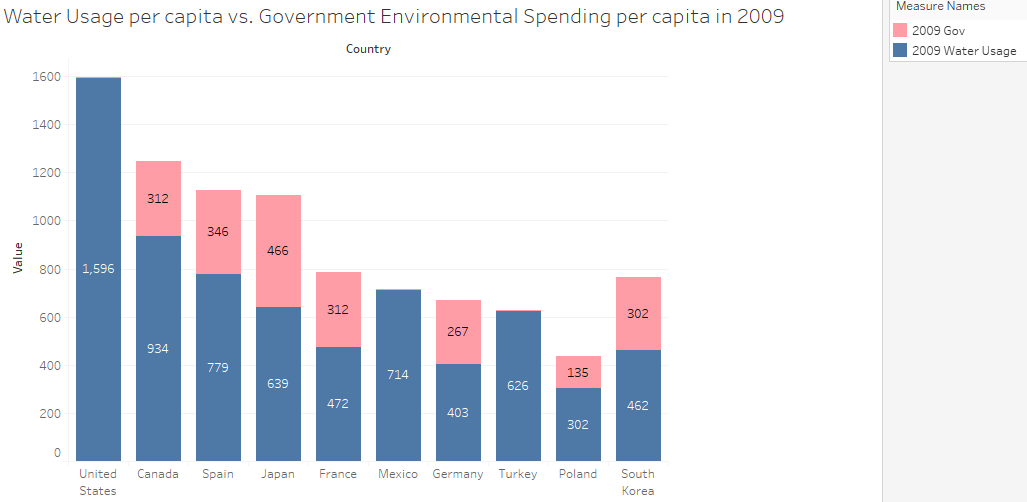 Water Usage per capita vs. Government Environmental Spending per capita in 2009
Measure Names
2009 Gov
2009 Water Usage
Country
Value
1600
1400
1200
1000
800
600
400
200
0
1,596
312
934
346
779
466
639
312
472
714
267
403
626
135
302
302
462
United States
Canada
Spain
Japan
France
Mexico
Germany
Turkey
Poland
South Korea